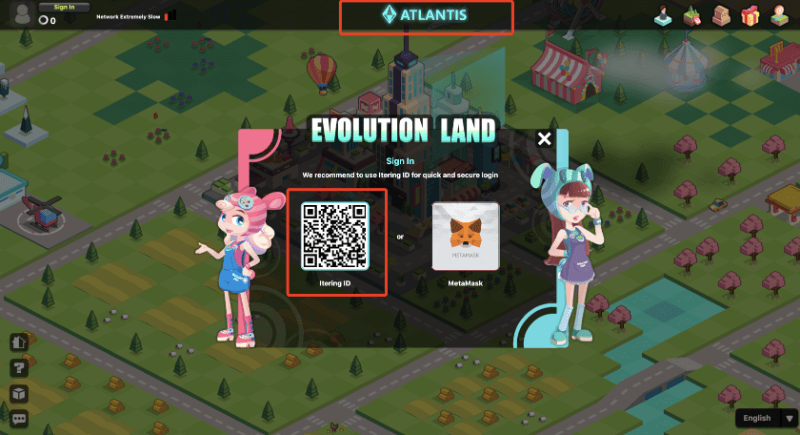 Sign In
0
Network Extremely Slow
ATLANTIS
EVOLUTION LAND
Sign In
We recommend to use Itering ID for quick and secure login
or
METAMASK
Itering ID
MetaMask
?
English